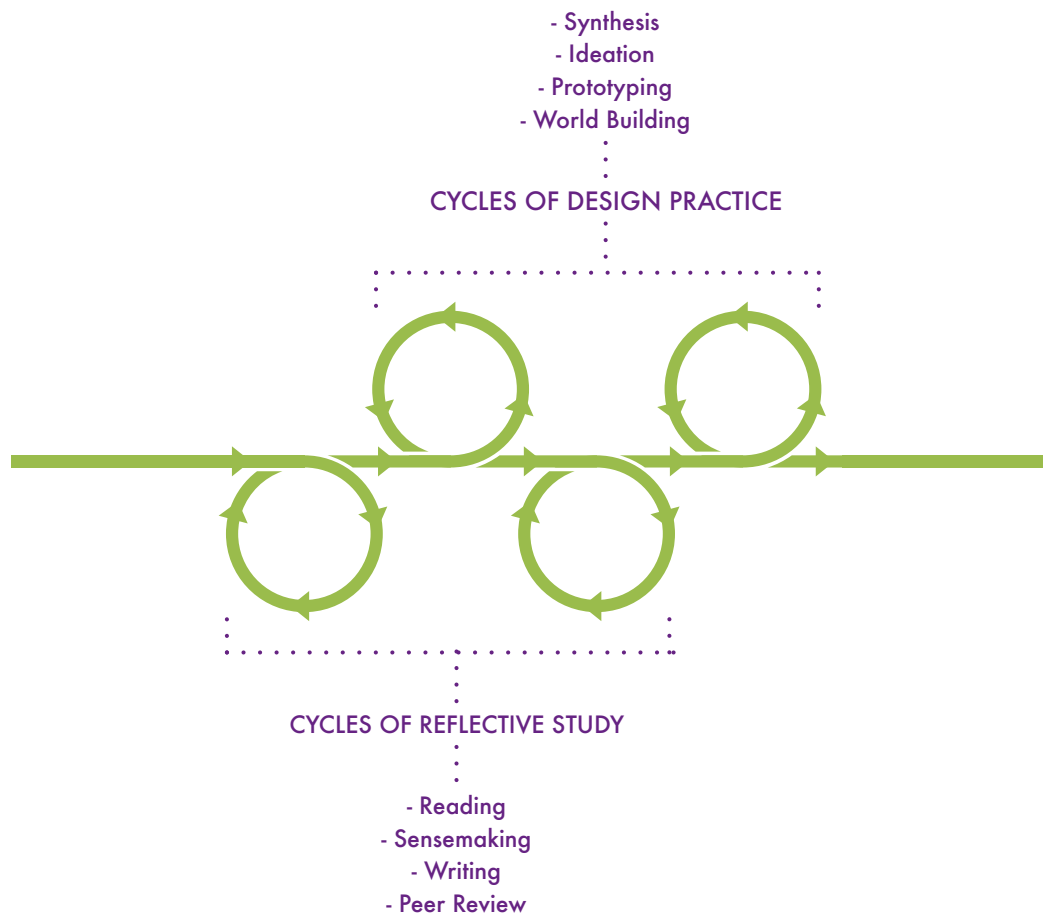 - Synthesis
- Ideation
- Prototyping
- World Building
CYCLES OF DESIGN PRACTICE
CYCLES OF REFLECTIVE STUDY
- Reading
- Sensemaking
- Writing
- Peer Review